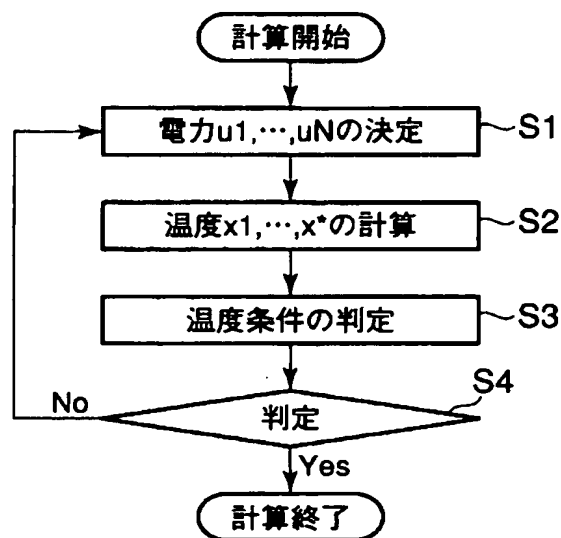 計算開始
電力u1,…,uNの決定
S1
温度x1,…,x*の計算
S2
温度条件の判定
S3
S4
No
判定
Yes
計算終了